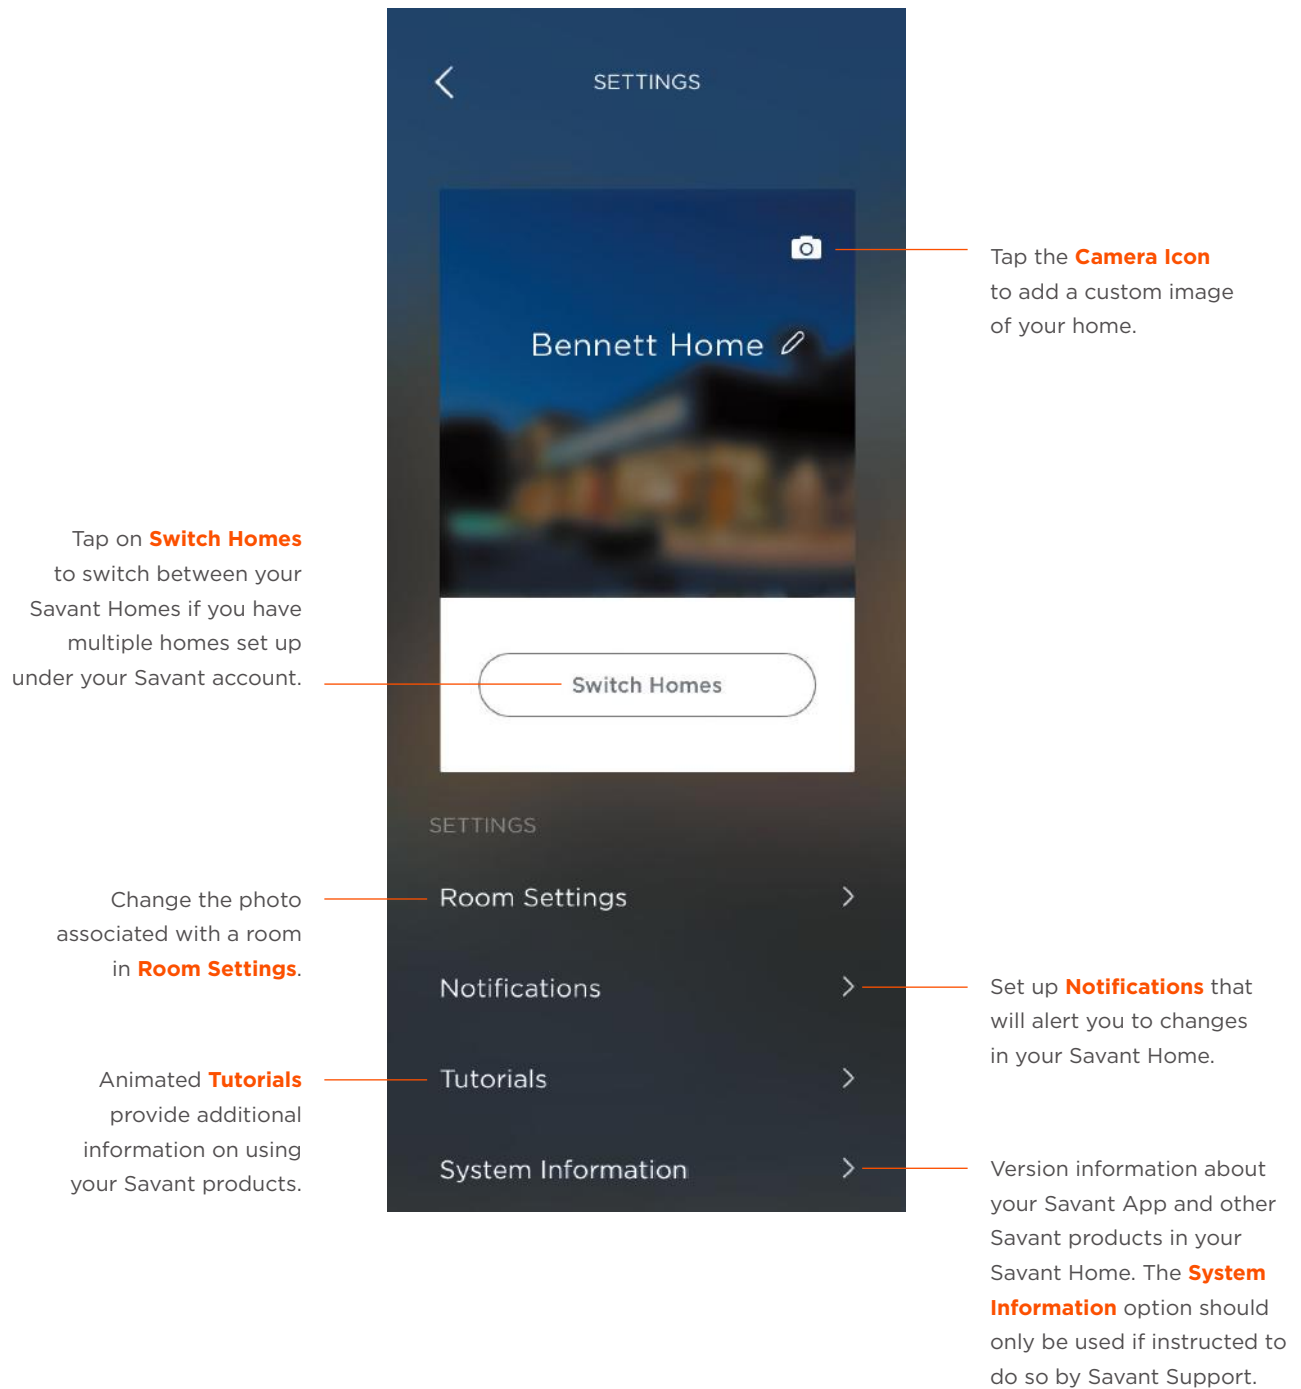 SETTINGS
Tap the Camera Icon
to add a custom image
of your home.
Bennett Home
Tap on Switch Homes
to switch between your
Savant Homes if you have
multiple homes set up
under your Savant account.
Switch Homes
SETTINGS
Room Settings
Change the photo
associated with a room
in Room Settings.
Notifications
Set up Notifications that
will alert you to changes
in your Savant Home.
Tutorials
Animated Tutorials
provide additional
information on using
your Savant products.
System Information
Version information about
your Savant App and other
Savant products in your
Savant Home. The System
Information option should
only be used if instructed to
do so by Savant Support.